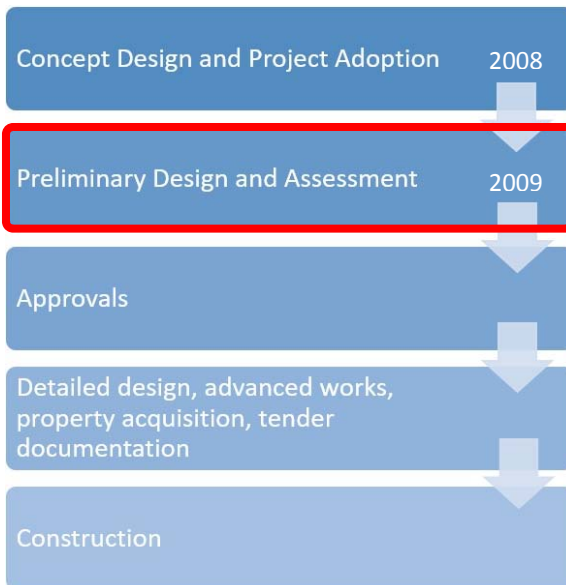 Concept Design and Project Adoption 2008
Preliminary Design and Assessment 2009
Approvals
Detailed design, advanced works,
property acquisition, tender
documentation
Construction